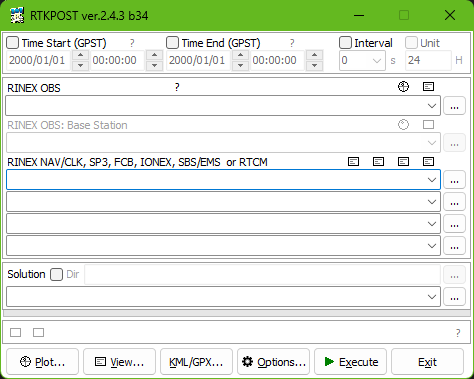 RTKPOST ver.2.4.3 b34
Time Start (GPST) ? Time End (GPST) ? Interval Unit
2000/01/01 00:00:00 2000/01/01 00:00:00 0 s 24 H
RINEX OBS ?
...
RINEX OBS: Base Station
...
RINEX NAV/CLK, SP3, FCB, IONEX, SBS/EMS or RTCM
...
...
...
...
Solution Dir ...
...
?
Plot... View... KML/GPX... Options... Execute Exit